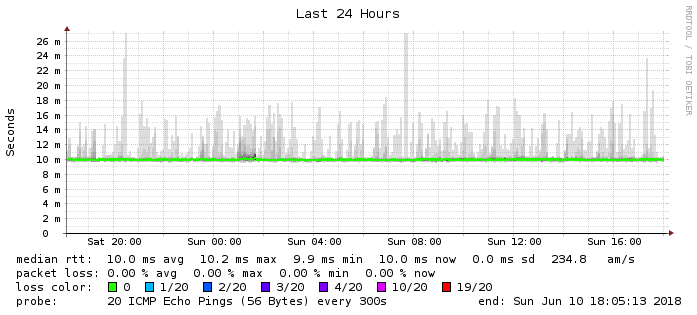 Last 24 Hours
RRDTOOL / TOBI OETIKER
Seconds
26 m
24 m
22 m
20 m
18 m
16 m
14 m
12 m
10 m
8 m
6 m
4 m
2 m
0
Sat 20:00 Sun 00:00 Sun 04:00 Sun 08:00 Sun 12:00 Sun 16:00
median rtt: 10.0 ms avg 10.2 ms max 9.9 ms min 10.0 ms now 0.0 ms sd 234.8 am/s
packet loss: 0.00 % avg 0.00 % max 0.00 % min 0.00 % now
loss color: 0 1/20 2/20 3/20 4/20 10/20 19/20
probe: 20 ICMP Echo Pings (56 Bytes) every 300s end: Sun Jun 10 18:05:13 2018